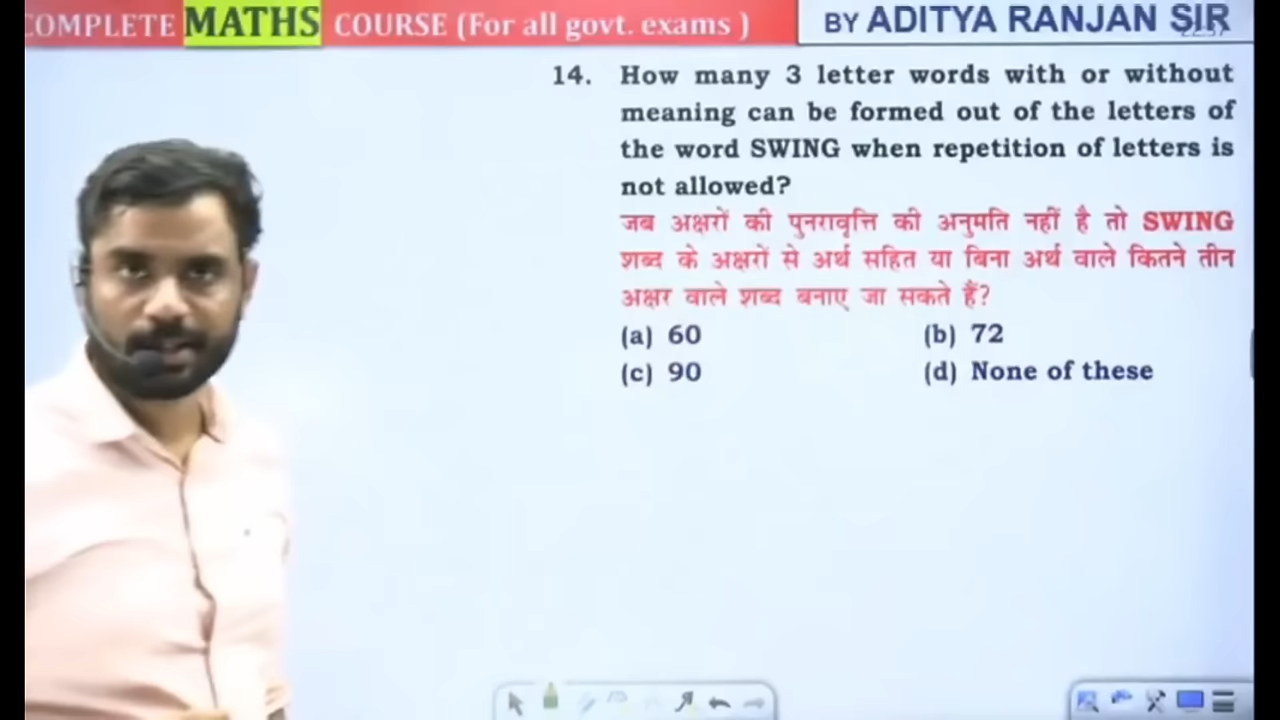 COMPLETE MATHS COURSE (For all govt. exams )
BY ADITYA RANJAN SIR
14. How many 3 letter words with or without
meaning can be formed out of the letters of
the word SWING when repetition of letters is
not allowed?
जब अक्षरों की पुनरावृत्ति की अनुमति नहीं है तो SWING
शब्द के अक्षरों से अर्थ सहित या बिना अर्थ वाले कितने तीन
अक्षर वाले शब्द बनाए जा सकते हैं?
(a) 60 (b) 72
(c) 90 (d) None of these